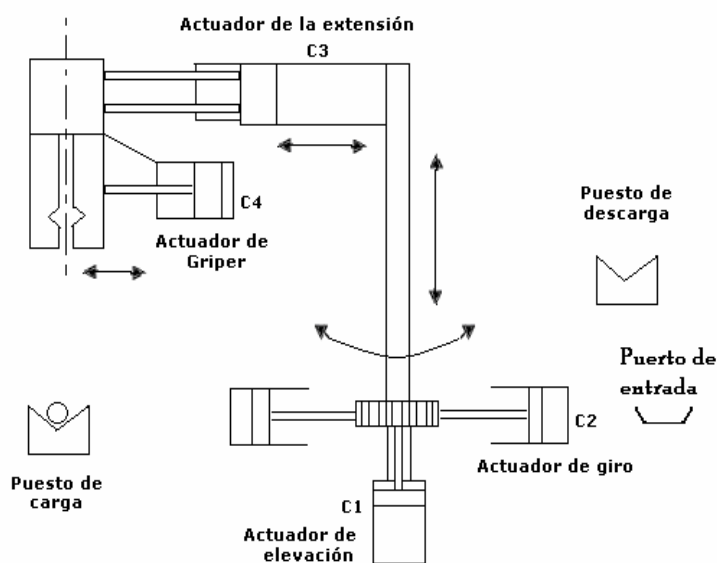 Actuador de la extensión
C3
C4
Actuador de
Griper
Puesto de
descarga
Puerto de
entrada
Puesto de
carga
C2
Actuador de giro
C1
Actuador de
elevación